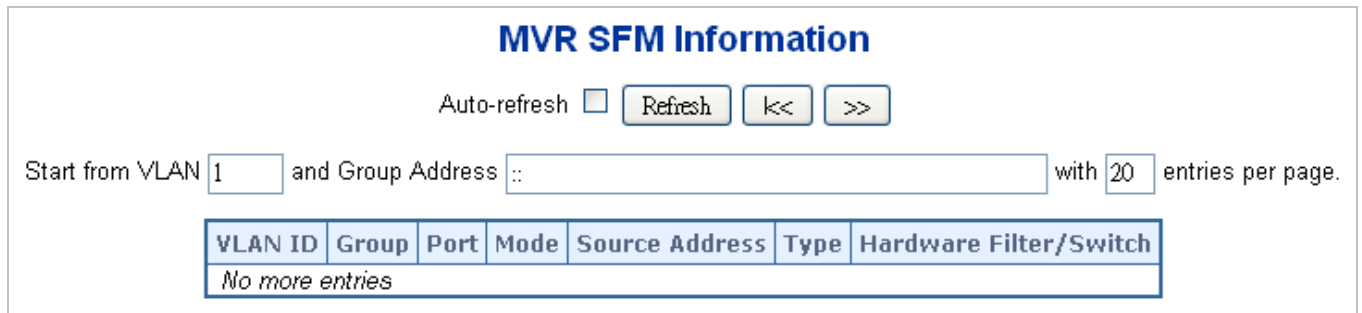 MVR SFM Information
Auto-refresh Refresh |<< >>
Start from VLAN 1 and Group Address :: with 20 entries per page.
VLAN ID Group Port Mode Source Address Type Hardware Filter/Switch
No more entries